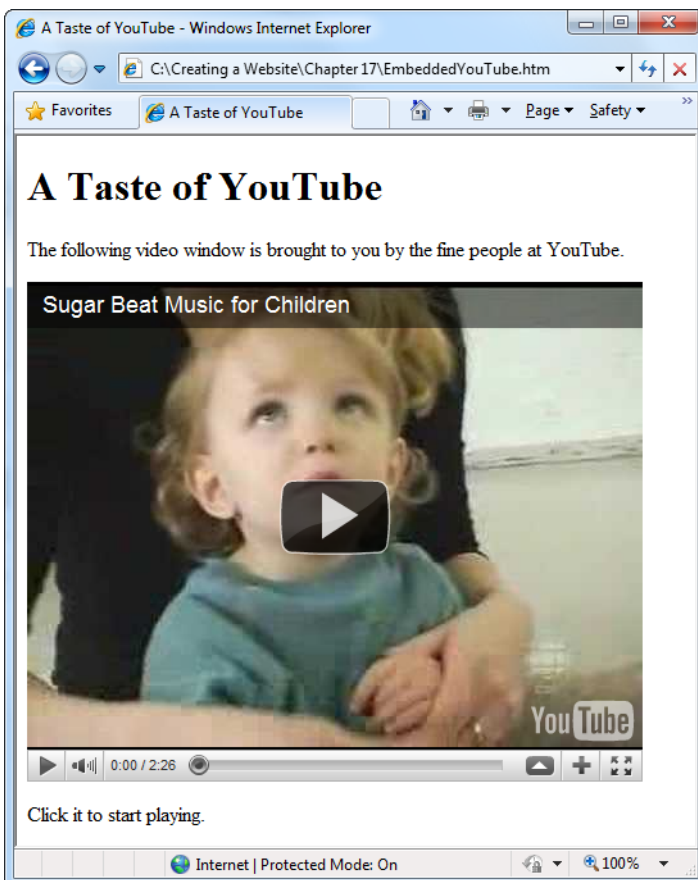 A Taste of YouTube - Windows Internet Explorer
C:\Creating a Website\Chapter 17\EmbeddedYouTube.htm
Favorites A Taste of YouTube Page Safety »
A Taste of YouTube
The following video window is brought to you by the fine people at YouTube.
Sugar Beat Music for Children
YouTube
0:00 / 2:26
Click it to start playing.
Internet | Protected Mode: On 100%